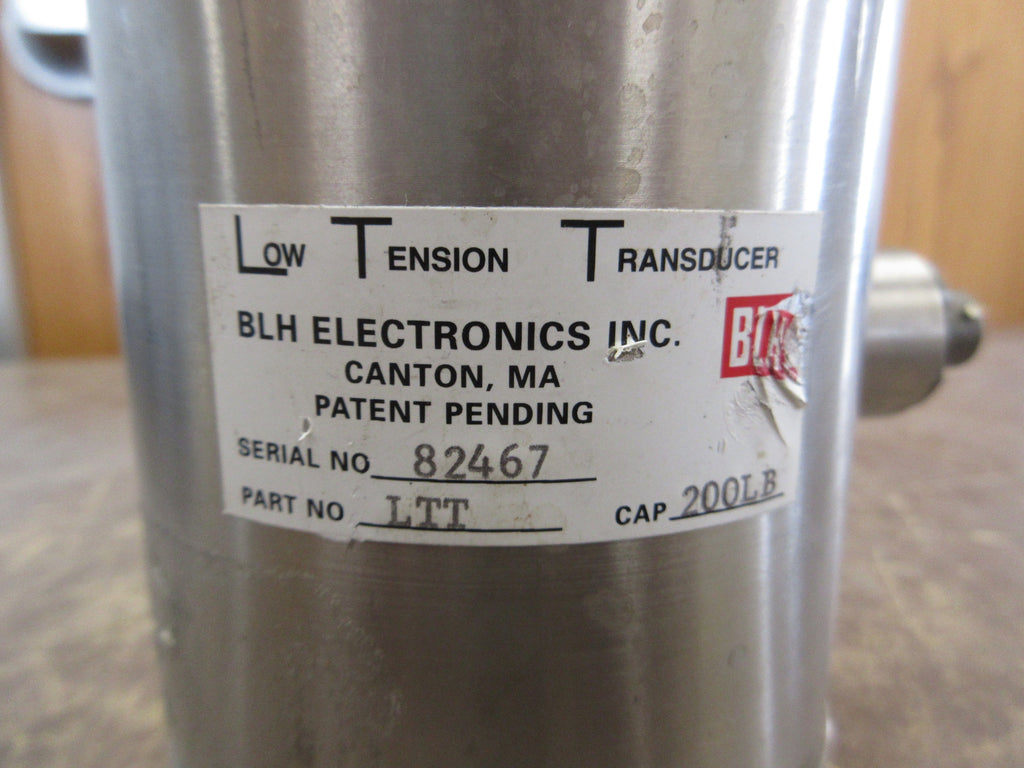 LOW TENSION TRANSDUCER
BLH ELECTRONICS INC.
CANTON, MA
PATENT PENDING
SERIAL NO 82467
PART NO LTT CAP 200LB